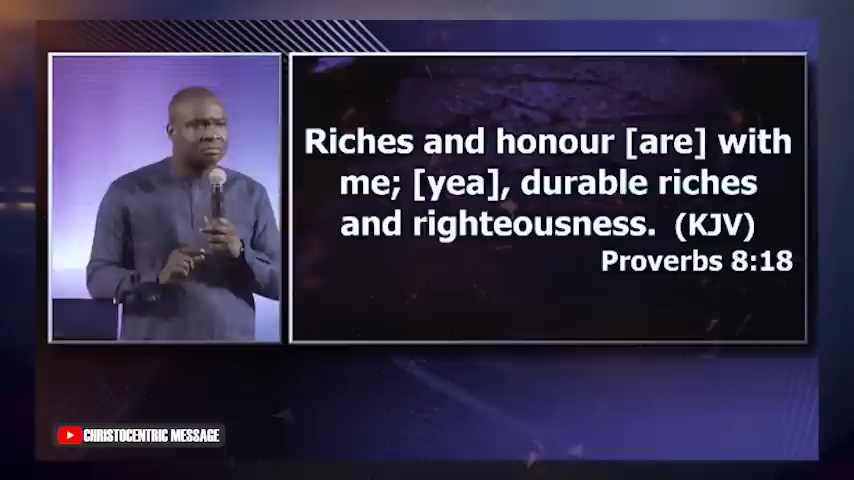 Riches and honour [are] with
me; [yea], durable riches
and righteousness. (KJV)
Proverbs 8:18
CHRISTOCENTRIC MESSAGE